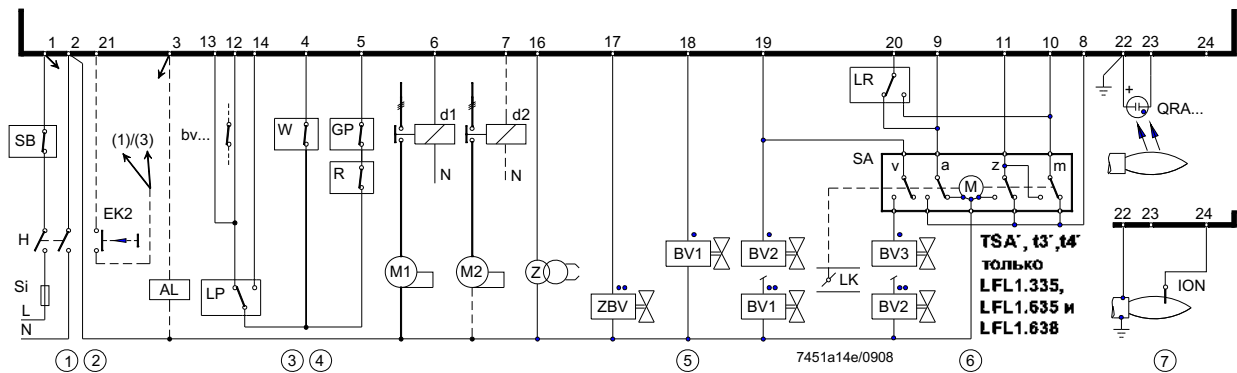 1 2 21 3 13 12 14 4 5 6 7 16 17 18 19 20 9 11 10 8 22 23 24
LR
+
QRA...
d1
d2
SB
(1)/(3)
bv...
W
GP
R
N
N
SA
v a z m
M
EK2
H
22 23 24
BV1
BV2
BV3
TSA´, t3´,t4´
только
LFL1.335,
LFL1.635 и
LFL1.638
M1
M2
Z
Si
AL
LP
LK
ION
L
ZBV
BV1
BV2
N
1 2 3 4 5 6 7
7451a14e/0908